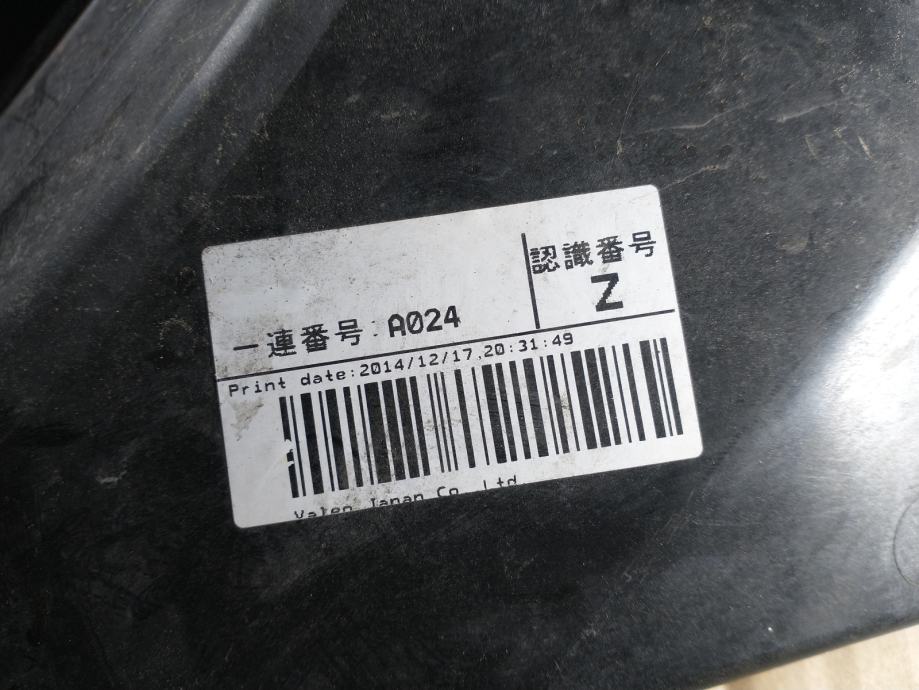 認識番号
Z
一連番号 A024
Print date:2014/12/17,20:31:49
Japan Co. Ltd